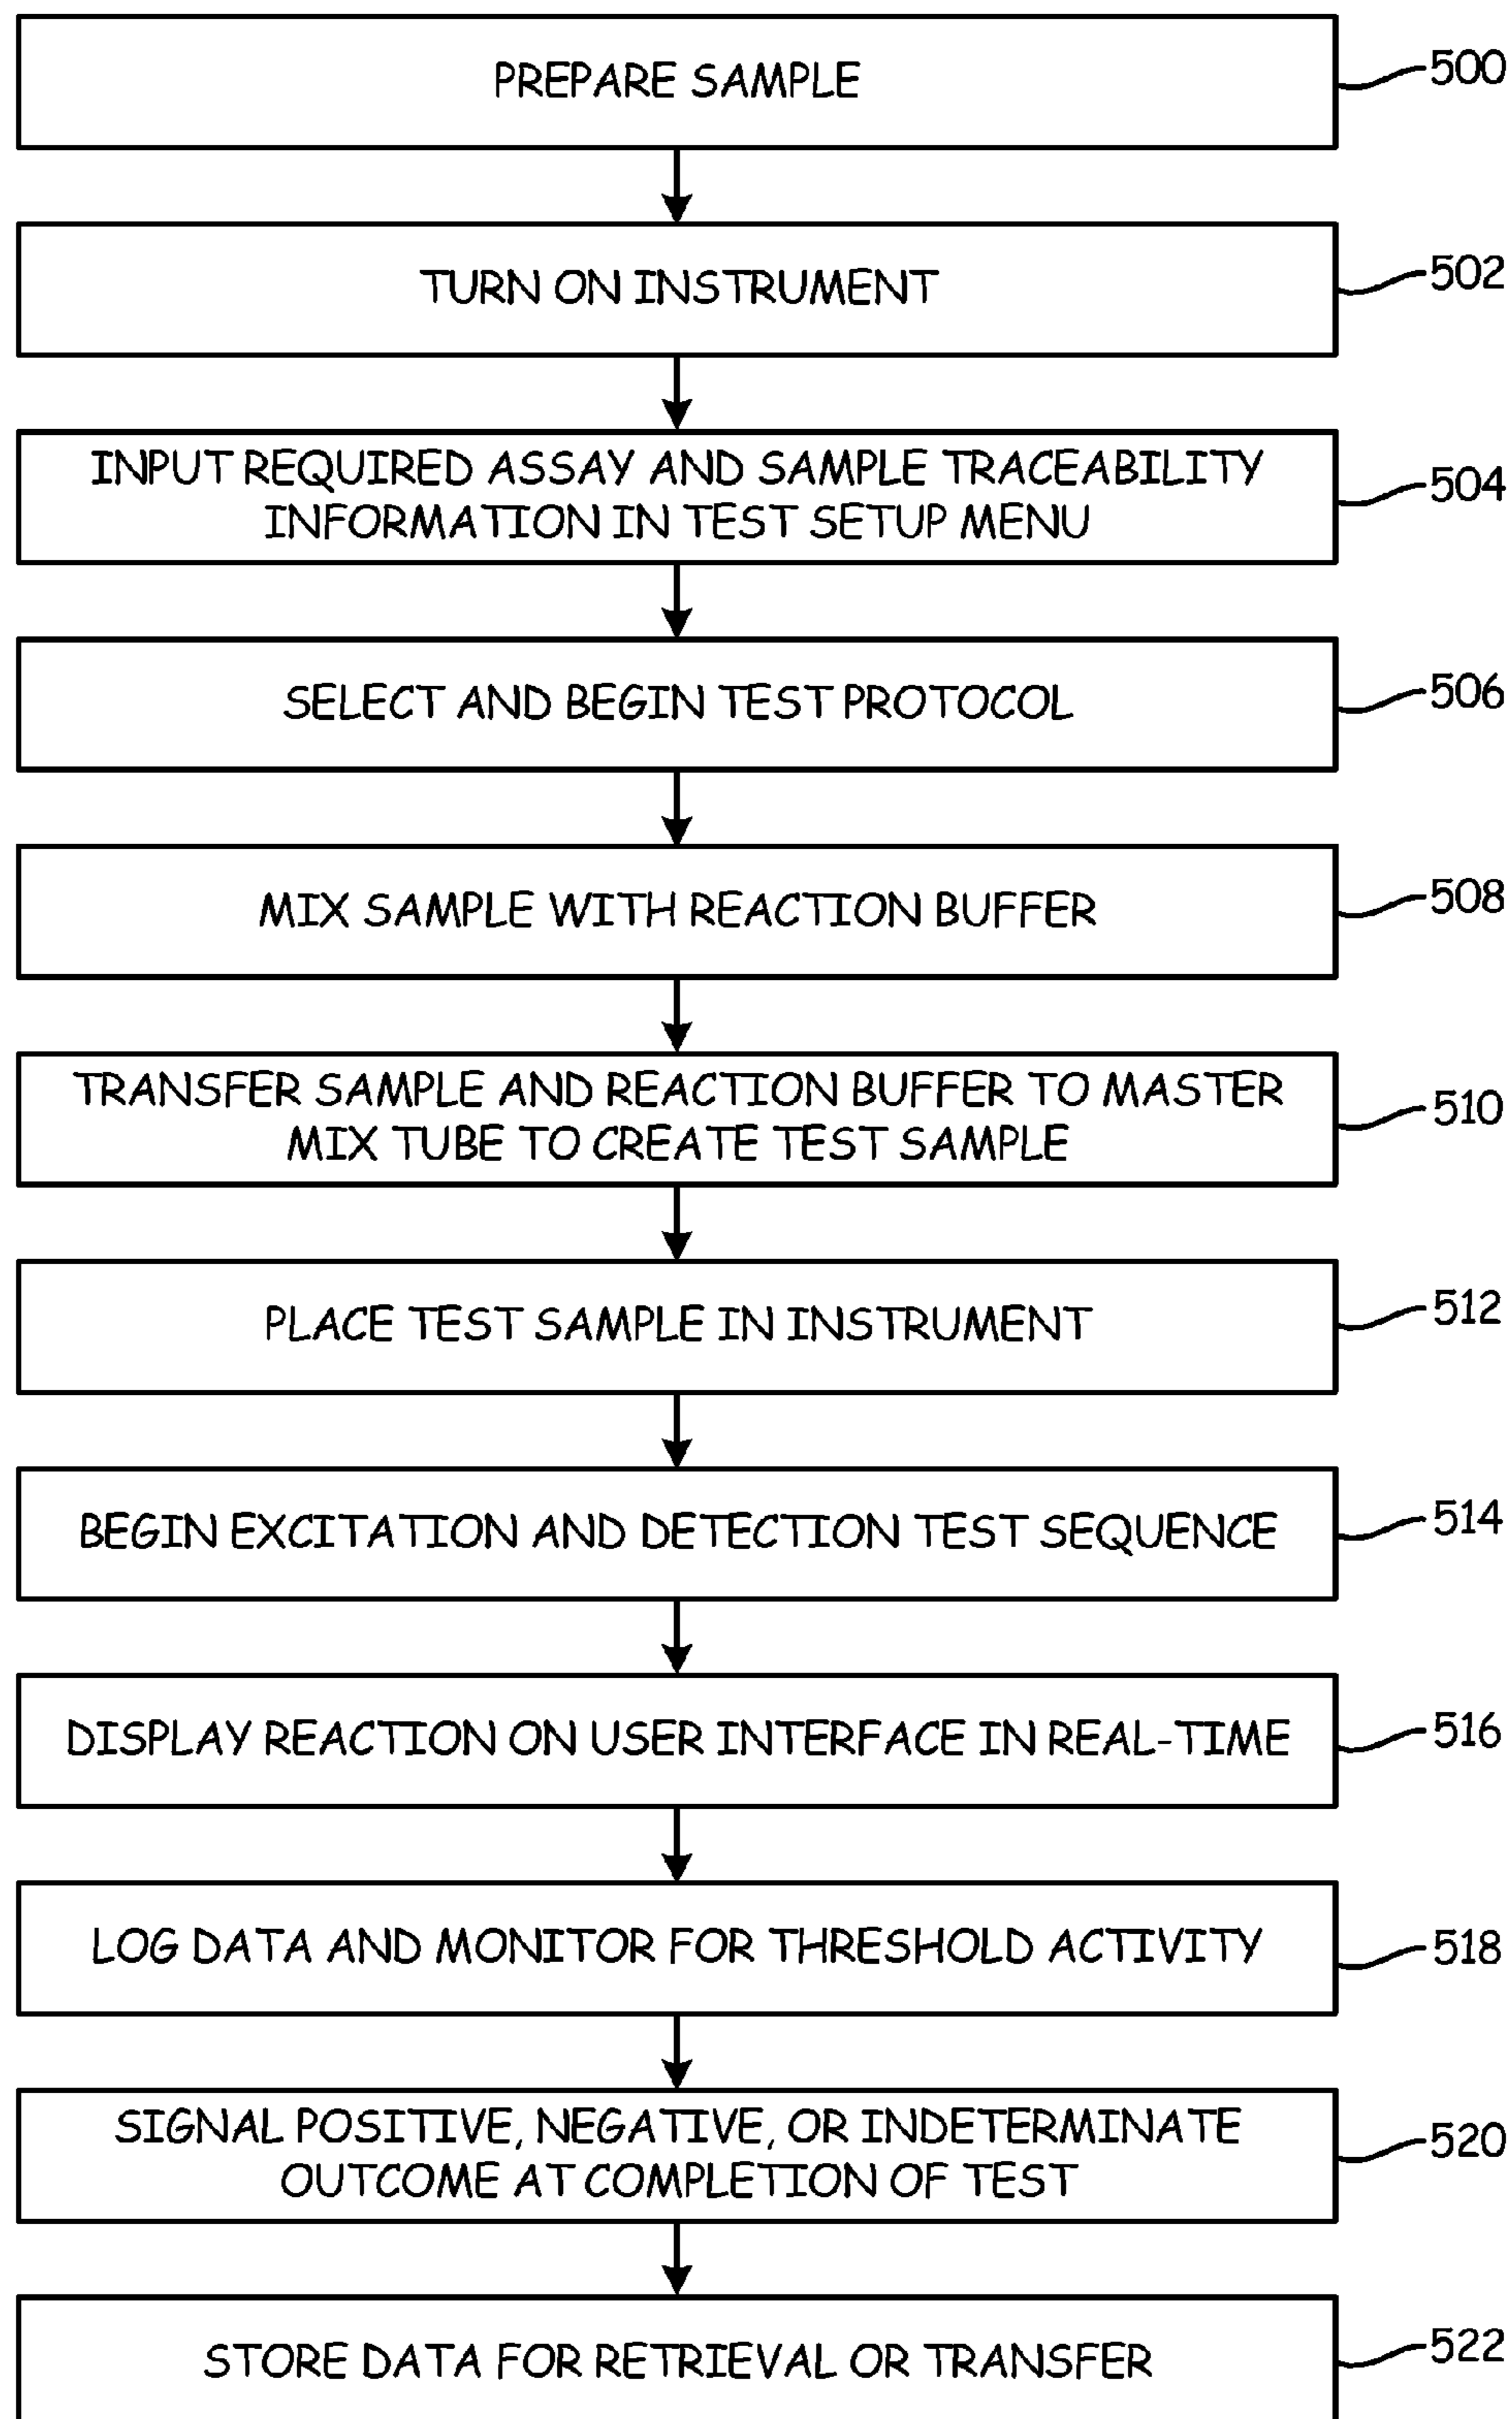 PREPARE SAMPLE
500
TURN ON INSTRUMENT
502
INPUT REQUIRED ASSAY AND SAMPLE TRACEABILITY
INFORMATION IN TEST SETUP MENU
504
SELECT AND BEGIN TEST PROTOCOL
506
MIX SAMPLE WITH REACTION BUFFER
508
TRANSFER SAMPLE AND REACTION BUFFER TO MASTER
MIX TUBE TO CREATE TEST SAMPLE
510
PLACE TEST SAMPLE IN INSTRUMENT
512
BEGIN EXCITATION AND DETECTION TEST SEQUENCE
514
DISPLAY REACTION ON USER INTERFACE IN REAL-TIME
516
LOG DATA AND MONITOR FOR THRESHOLD ACTIVITY
518
SIGNAL POSITIVE, NEGATIVE, OR INDETERMINATE
OUTCOME AT COMPLETION OF TEST
520
STORE DATA FOR RETRIEVAL OR TRANSFER
522